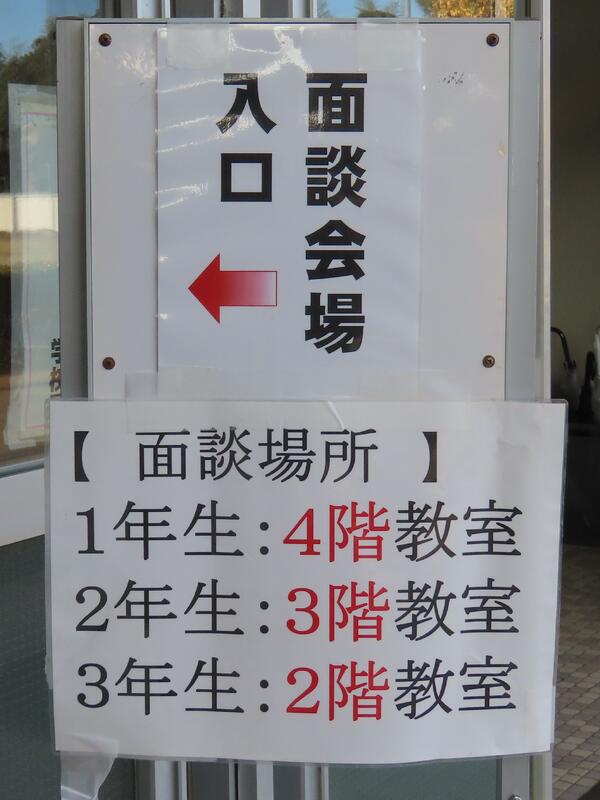 面談会場
入口
【 面談場所 】
1年生:4階教室
2年生:3階教室
3年生:2階教室